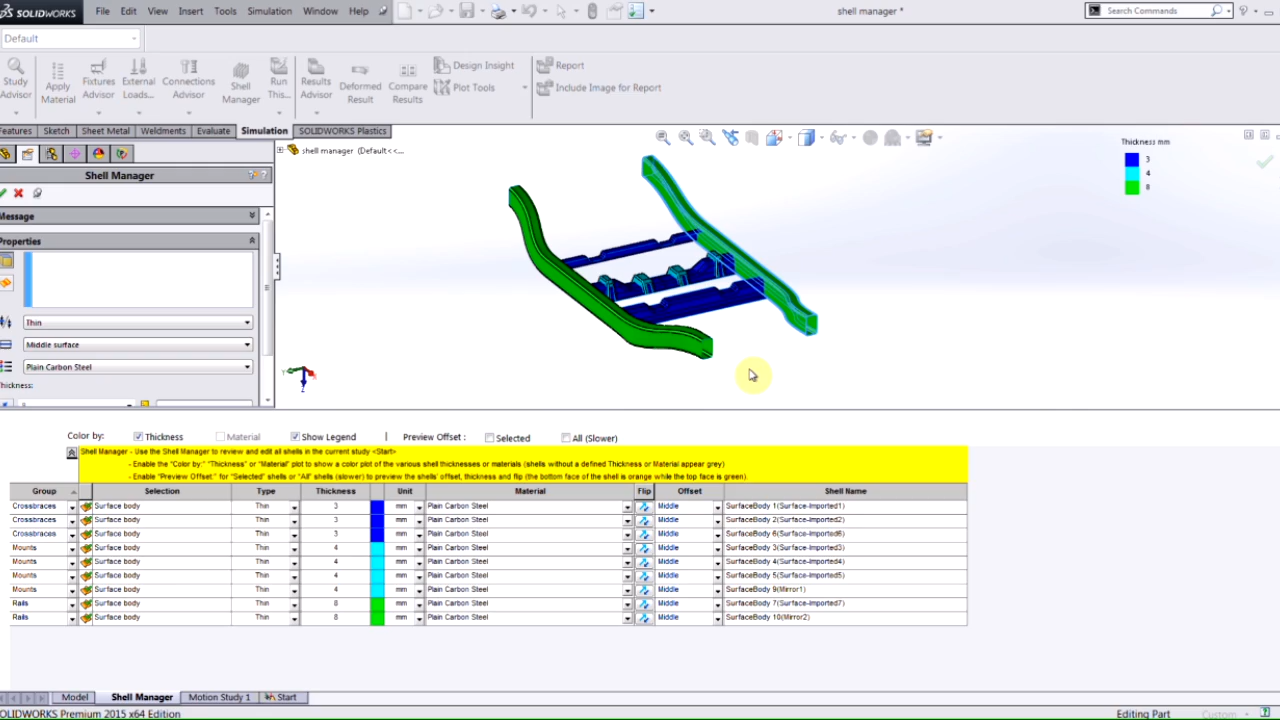 SOLIDWORKS File Edit View Insert Tools Simulation Window Help shell manager * Search Commands
Default
Study Advisor Apply Material Fixtures Advisor External Loads... Connections Advisor Shell Manager Run This... Results Advisor Deformed Result Compare Results Design Insight Plot Tools Report Include Image for Report
Features Sketch Sheet Metal Weldments Evaluate Simulation SOLIDWORKS Plastics
shell manager (Default<<...
Thickness mm
3
4
8
Shell Manager
Message
Properties
Thin
Middle surface
Plain Carbon Steel
Thickness:
Color by: Thickness Material Show Legend | Preview Offset : Selected All (Slower)
Shell Manager - Use the Shell Manager to review and edit all shells in the current study <Start>
- Enable the "Color by:" "Thickness" or "Material" plot to show a color plot of the various shell thicknesses or materials (shells without a defined Thickness or Material appear grey)
- Enable "Preview Offset:" for "Selected" shells or "All" shells (slower) to preview the shells' offset, thickness and flip (the bottom face of the shell is orange while the top face is green).
Group Selection Type Thickness Unit Material Flip Offset Shell Name
Crossbraces Surface body Thin 3 mm Plain Carbon Steel Middle SurfaceBody 1(Surface-Imported1)
Crossbraces Surface body Thin 3 mm Plain Carbon Steel Middle SurfaceBody 2(Surface-Imported2)
Crossbraces Surface body Thin 3 mm Plain Carbon Steel Middle SurfaceBody 6(Surface-Imported6)
Mounts Surface body Thin 4 mm Plain Carbon Steel Middle SurfaceBody 3(Surface-Imported3)
Mounts Surface body Thin 4 mm Plain Carbon Steel Middle SurfaceBody 4(Surface-Imported4)
Mounts Surface body Thin 4 mm Plain Carbon Steel Middle SurfaceBody 5(Surface-Imported5)
Mounts Surface body Thin 4 mm Plain Carbon Steel Middle SurfaceBody 9(Mirror1)
Rails Surface body Thin 8 mm Plain Carbon Steel Middle SurfaceBody 7(Surface-Imported7)
Rails Surface body Thin 8 mm Plain Carbon Steel Middle SurfaceBody 10(Mirror2)
Model Shell Manager Motion Study 1 Start
SOLIDWORKS Premium 2015 x64 Edition Editing Part Custom